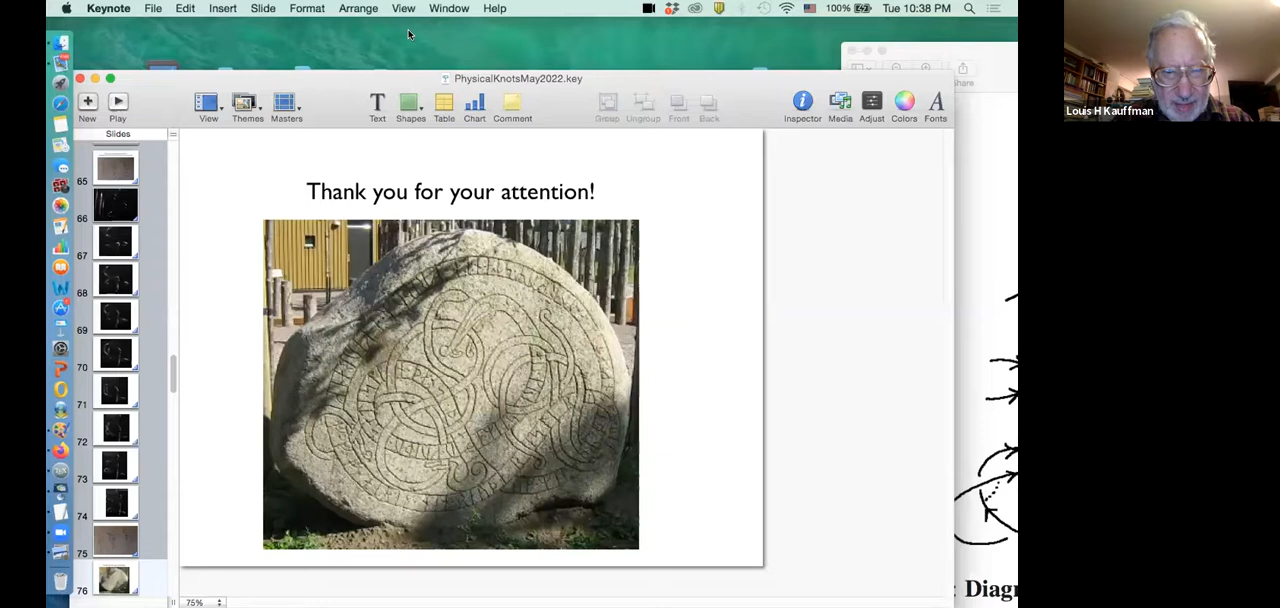 Keynote File Edit Insert Slide Format Arrange View Window Help 100% Tue 10:38 PM
PhysicalKnotsMay2022.key
New Play View Themes Masters Text Shapes Table Chart Comment Group Ungroup Front Back Inspector Media Adjust Colors Fonts
hare
Louis H Kauffman
Slides
Thank you for your attention!
65
66
67
68
69
70
71
72
73
74
75
76
75%
: Diagr